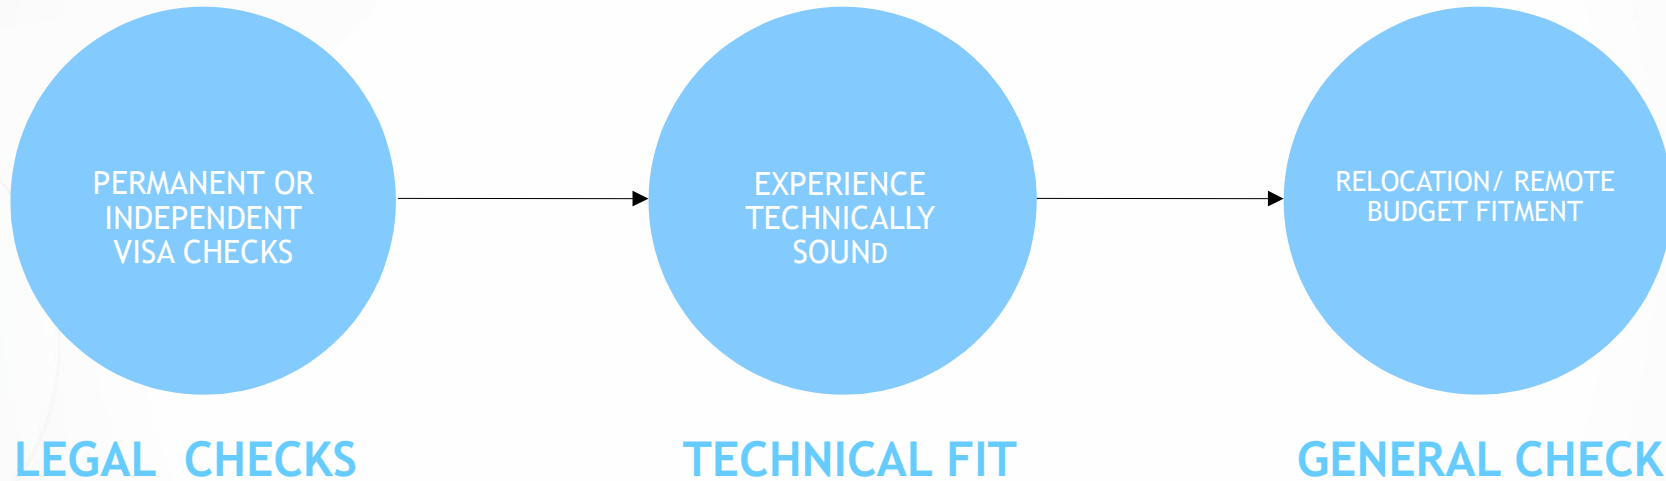 PERMANENT OR
INDEPENDENT
VISA CHECKS
EXPERIENCE
TECHNICALLY
SOUND
RELOCATION/ REMOTE
BUDGET FITMENT
LEGAL CHECKS
TECHNICAL FIT
GENERAL CHECK